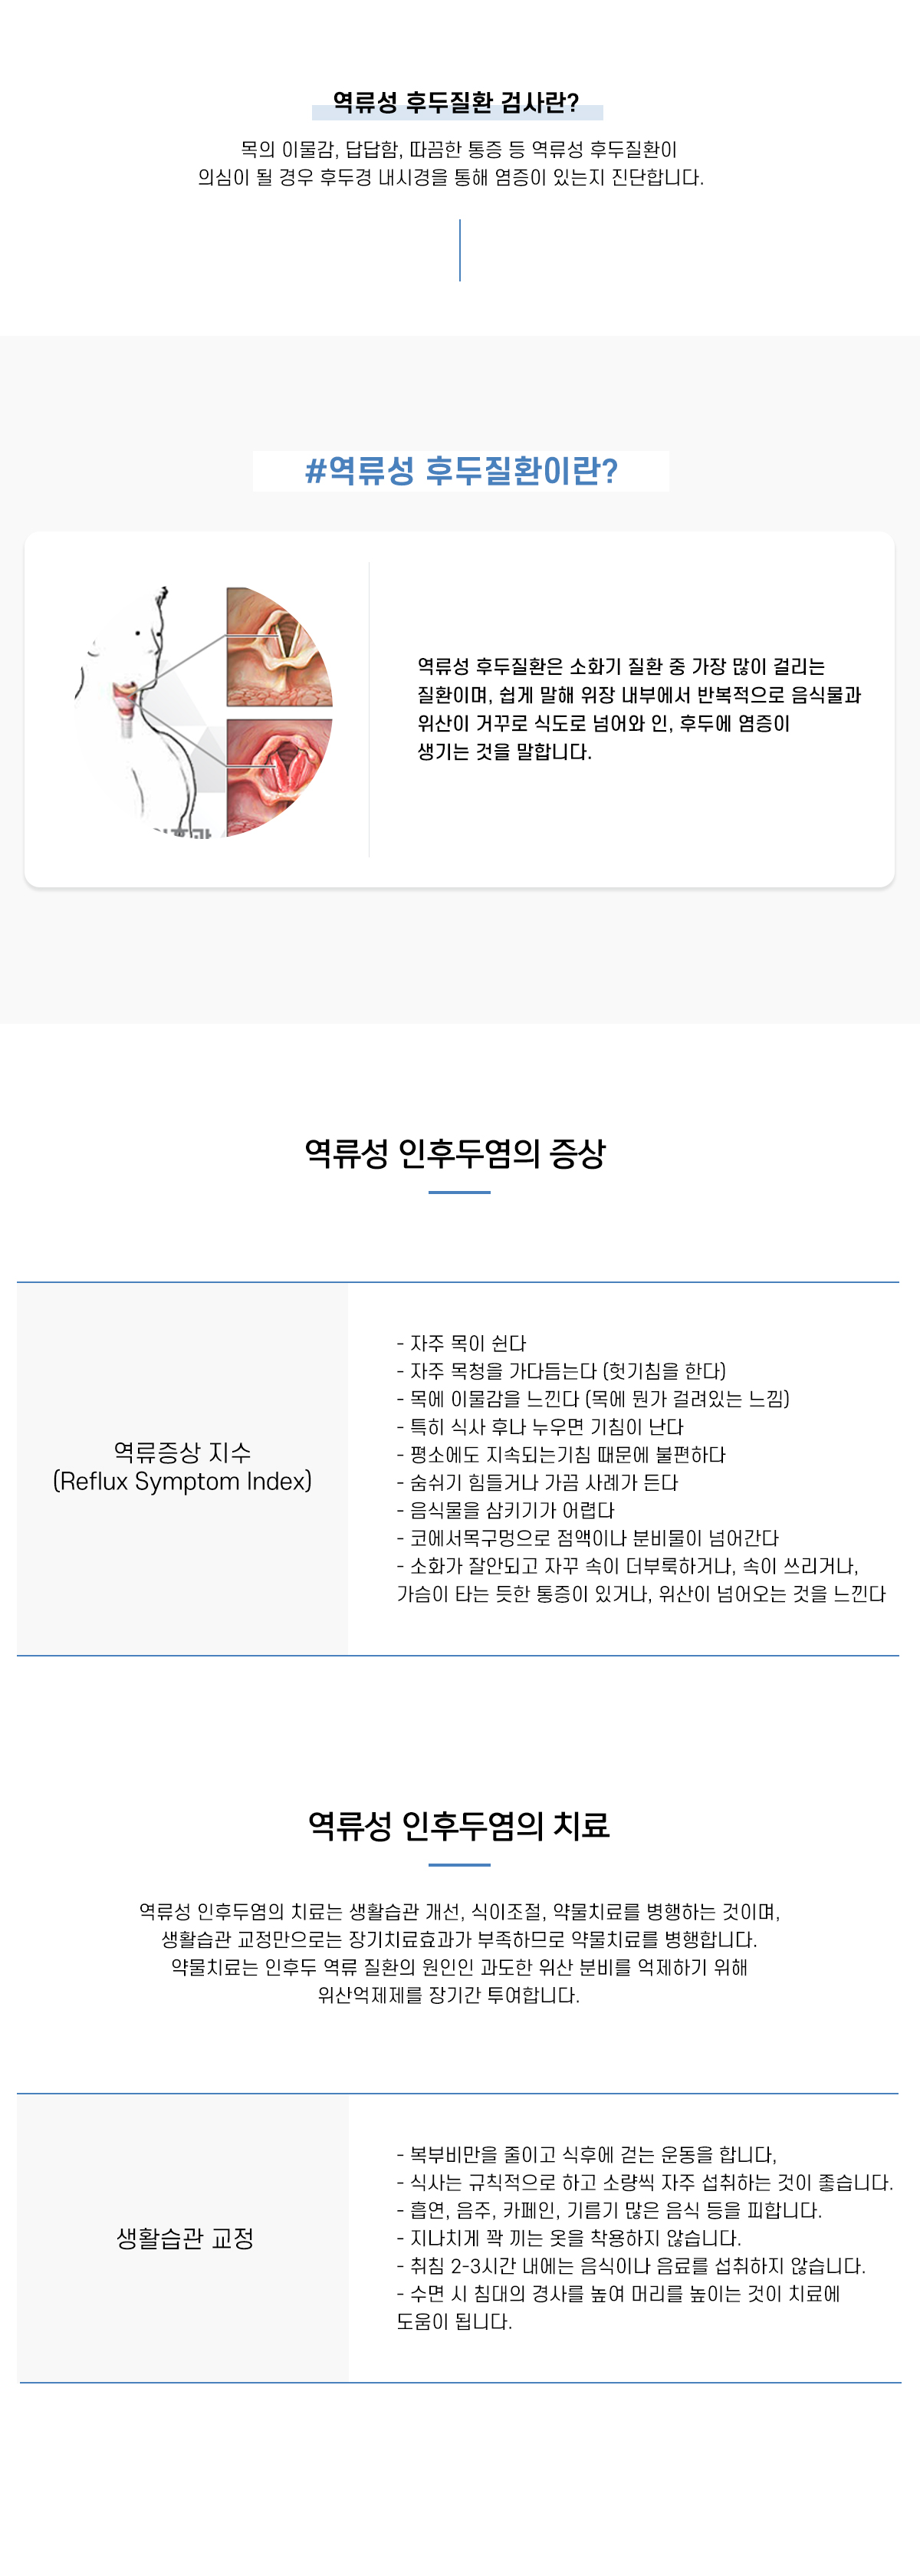 역류성 후두질환 검사란?
목의 이물감, 답답함, 따끔한 통증 등 역류성 후두질환이
의심이 될 경우 후두경 내시경을 통해 염증이 있는지 진단합니다.
#역류성 후두질환이란?
역류성 후두질환은 소화기 질환 중 가장 많이 걸리는
질환이며, 쉽게 말해 위장 내부에서 반복적으로 음식물과
위산이 거꾸로 식도로 넘어와 인, 후두에 염증이
생기는 것을 말합니다.
역류성 인후두염의 증상
역류증상 지수
(Reflux Symptom Index)
- 자주 목이 쉰다
- 자주 목청을 가다듬는다 (헛기침을 한다)
- 목에 이물감을 느낀다 (목에 뭔가 걸려있는 느낌)
- 특히 식사 후나 누우면 기침이 난다
- 평소에도 지속되는기침 때문에 불편하다
- 숨쉬기 힘들거나 가끔 사례가 든다
- 음식물을 삼키기가 어렵다
- 코에서목구멍으로 점액이나 분비물이 넘어간다
- 소화가 잘안되고 자꾸 속이 더부룩하거나, 속이 쓰리거나,
가슴이 타는 듯한 통증이 있거나, 위산이 넘어오는 것을 느낀다
역류성 인후두염의 치료
역류성 인후두염의 치료는 생활습관 개선, 식이조절, 약물치료를 병행하는 것이며,
생활습관 교정만으로는 장기치료효과가 부족하므로 약물치료를 병행합니다.
약물치료는 인후두 역류 질환의 원인인 과도한 위산 분비를 억제하기 위해
위산억제제를 장기간 투여합니다.
생활습관 교정
- 복부비만을 줄이고 식후에 걷는 운동을 합니다,
- 식사는 규칙적으로 하고 소량씩 자주 섭취하는 것이 좋습니다.
- 흡연, 음주, 카페인, 기름기 많은 음식 등을 피합니다.
- 지나치게 꽉 끼는 옷을 착용하지 않습니다.
- 취침 2-3시간 내에는 음식이나 음료를 섭취하지 않습니다.
- 수면 시 침대의 경사를 높여 머리를 높이는 것이 치료에
도움이 됩니다.